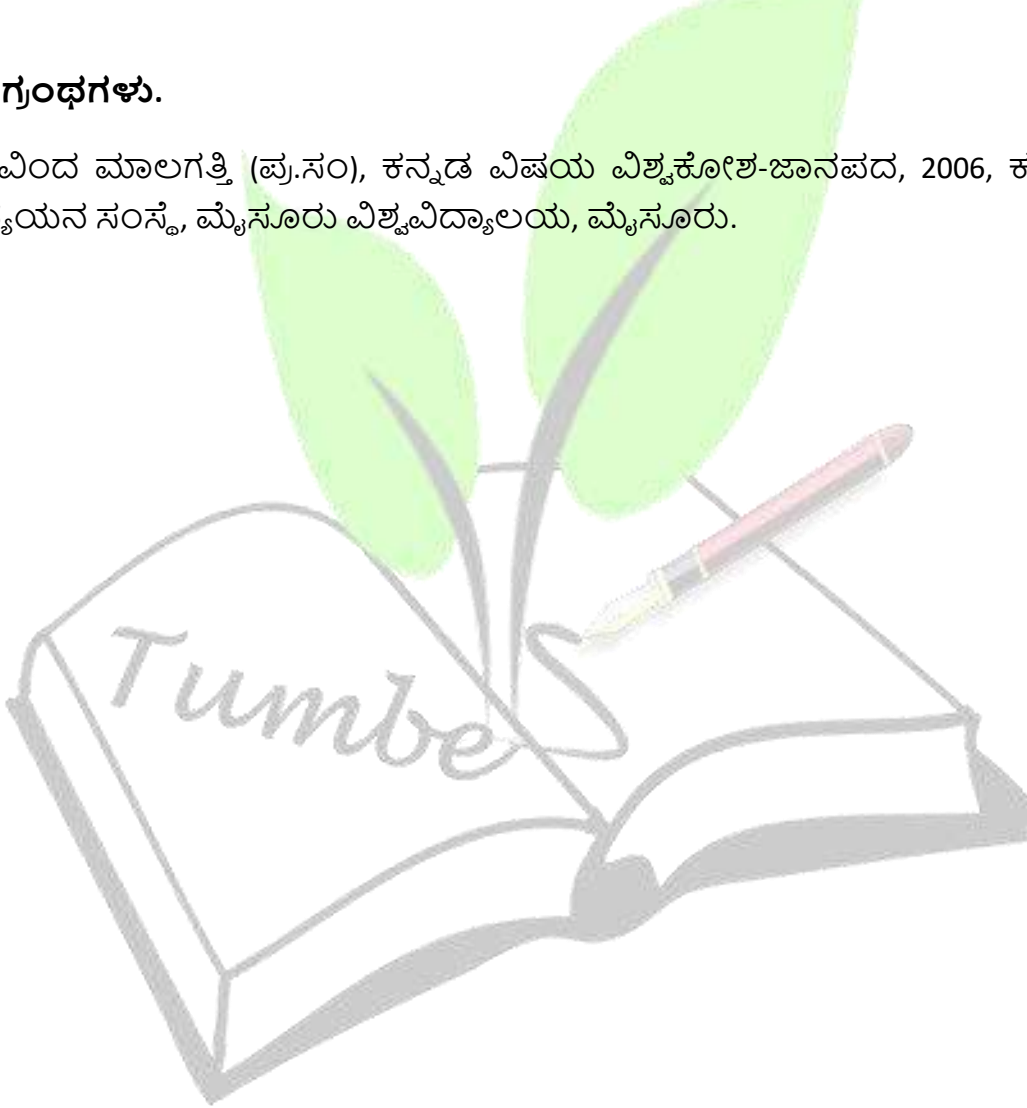 ಗ್ರಂಥಗಳು.
ವಿಂದ ಮಾಲಗತ್ತಿ (ಪ್ರ.ಸಂ), ಕನ್ನಡ ವಿಷಯ ವಿಶ್ವಕೋಶ-ಜಾನಪದ, 2006, ಕ
ಯಯನ ಸಂಸ್ಥೆ, ಮೈಸೂರು ವಿಶ್ವವಿದ್ಯಾಲಯ, ಮೈಸೂರು.
Tumbe